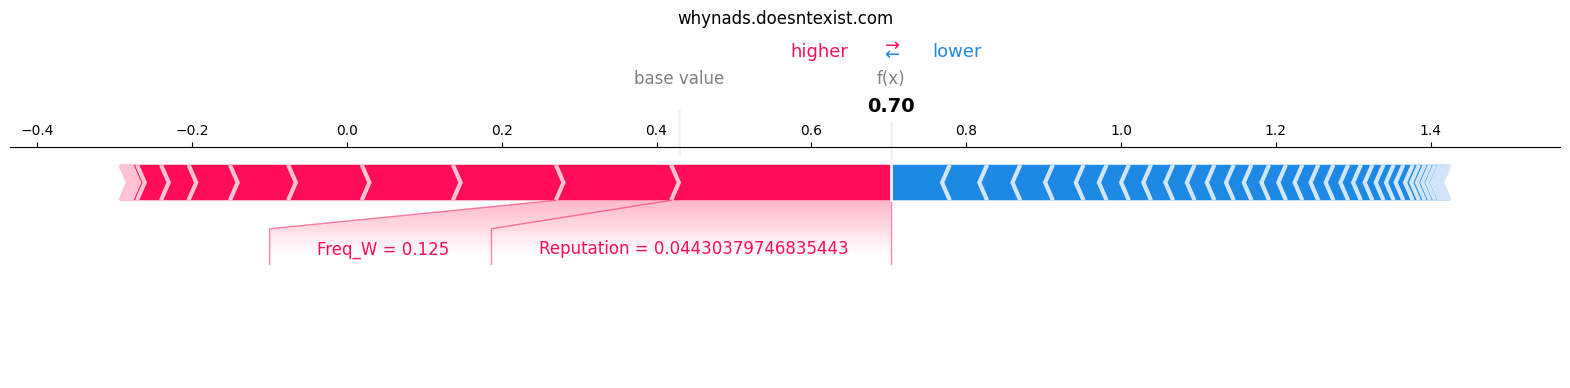 whynads.doesntexist.com
higher ⇄ lower
base value f(x)
0.70
−0.4 −0.2 0.0 0.2 0.4 0.6 0.8 1.0 1.2 1.4
Freq_W = 0.125 Reputation = 0.04430379746835443